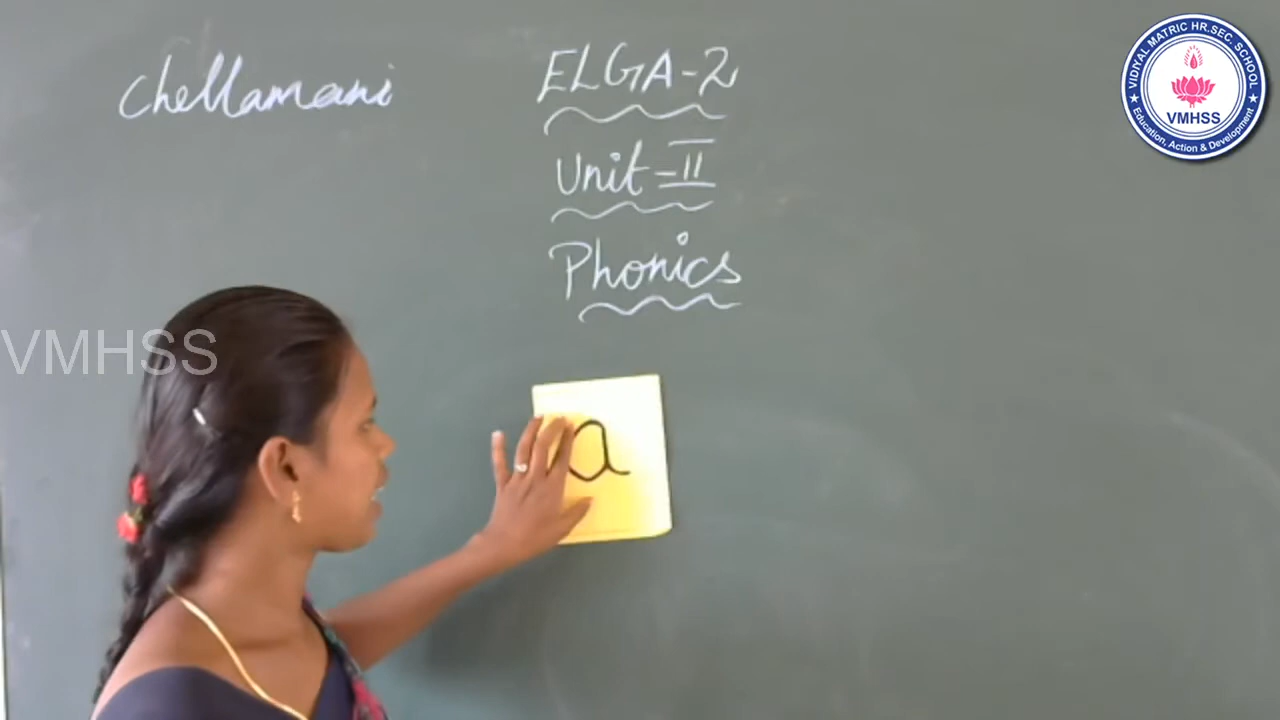 Chellamani
ELGA-2
Unit-II
Phonics
a
VMHSS
VIDIYAL MATRIC HR.SEC. SCHOOL
VMHSS
Education, Action & Development